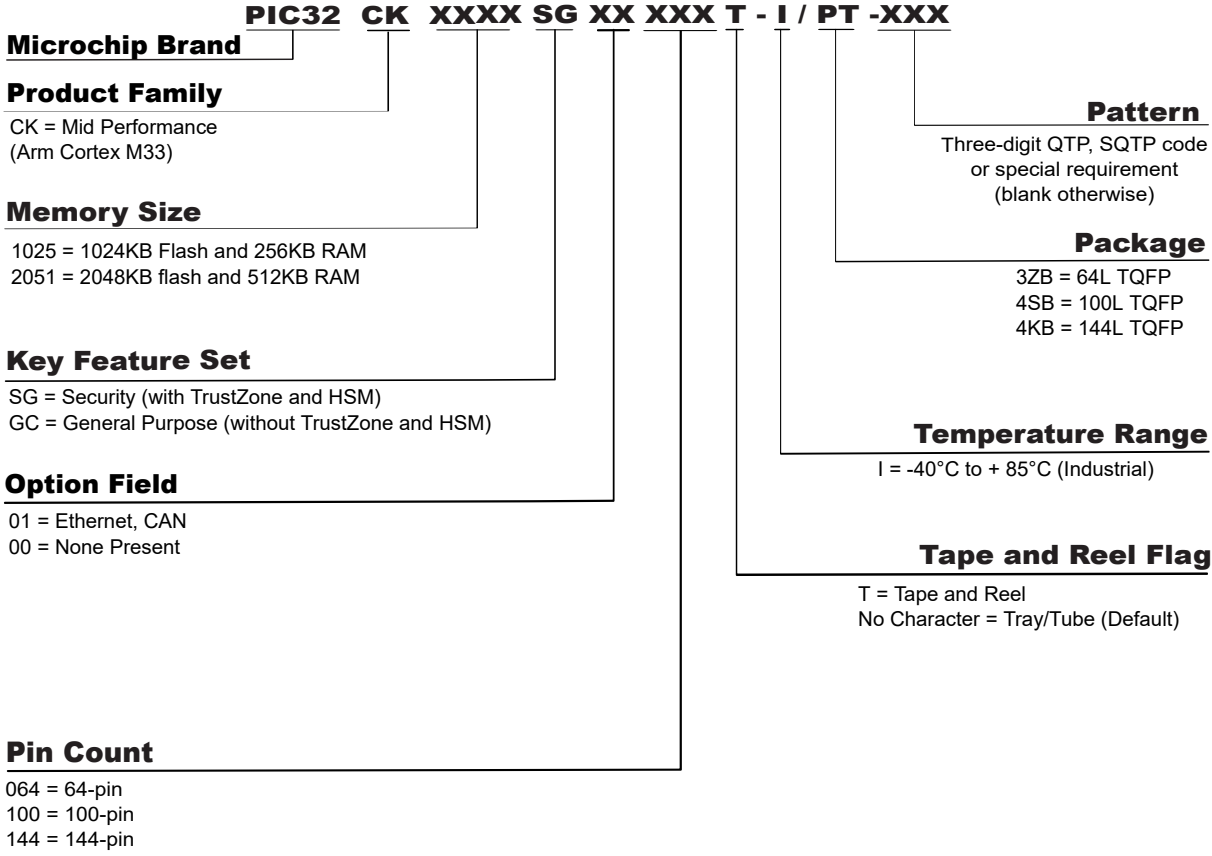 PIC32 CK XXXX SG XX XXX T - I / PT -XXX
Microchip Brand
Product Family
CK = Mid Performance
(Arm Cortex M33)
Memory Size
1025 = 1024KB Flash and 256KB RAM
2051 = 2048KB flash and 512KB RAM
Key Feature Set
SG = Security (with TrustZone and HSM)
GC = General Purpose (without TrustZone and HSM)
Option Field
01 = Ethernet, CAN
00 = None Present
Pin Count
064 = 64-pin
100 = 100-pin
144 = 144-pin
Pattern
Three-digit QTP, SQTP code
or special requirement
(blank otherwise)
Package
3ZB = 64L TQFP
4SB = 100L TQFP
4KB = 144L TQFP
Temperature Range
I = -40°C to + 85°C (Industrial)
Tape and Reel Flag
T = Tape and Reel
No Character = Tray/Tube (Default)